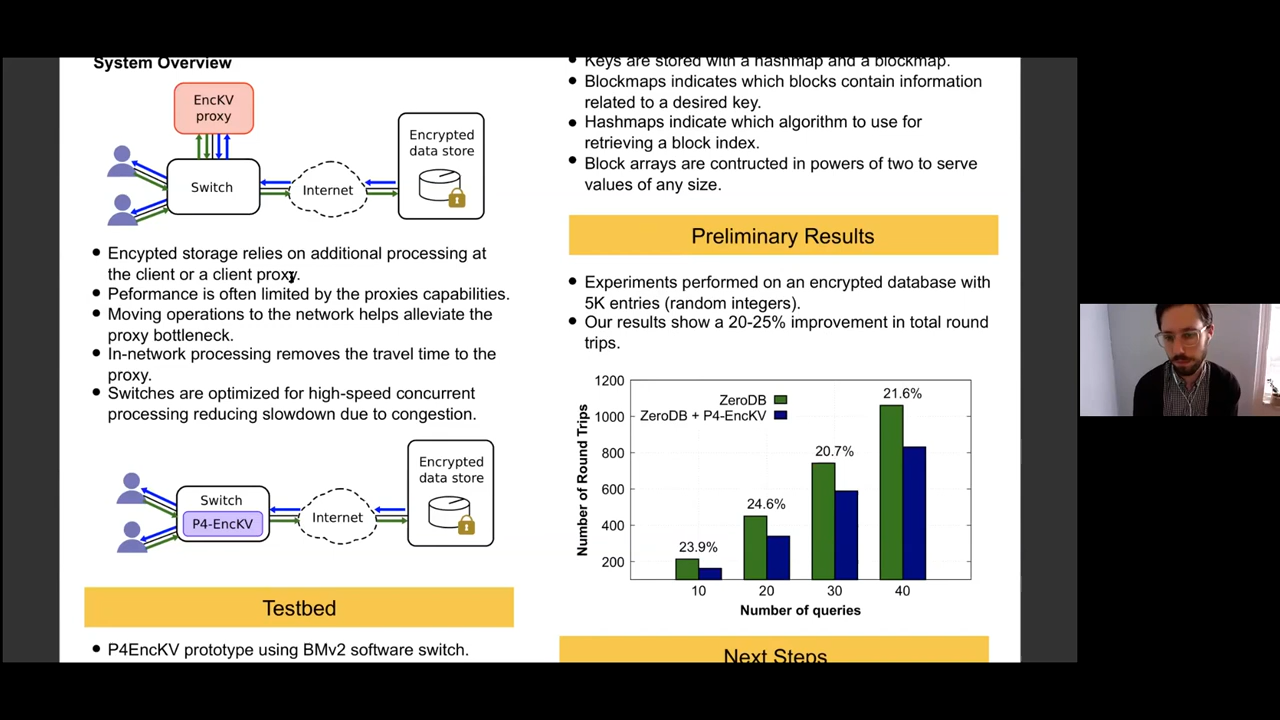 System Overview
EncKV
proxy
Switch
Internet
Encrypted
data store
Encypted storage relies on additional processing at
the client or a client proxy.
Peformance is often limited by the proxies capabilities.
Moving operations to the network helps alleviate the
proxy bottleneck.
In-network processing removes the travel time to the
proxy.
Switches are optimized for high-speed concurrent
processing reducing slowdown due to congestion.
Switch
P4-EncKV
Internet
Encrypted
data store
Testbed
P4EncKV prototype using BMv2 software switch.
Keys are stored with a hashmap and a blockmap.
Blockmaps indicates which blocks contain information
related to a desired key.
Hashmaps indicate which algorithm to use for
retrieving a block index.
Block arrays are contructed in powers of two to serve
values of any size.
Preliminary Results
Experiments performed on an encrypted database with
5K entries (random integers).
Our results show a 20-25% improvement in total round
trips.
Number of Round Trips
1200
1000
800
600
400
200
ZeroDB
ZeroDB + P4-EncKV
23.9%
24.6%
20.7%
21.6%
10 20 30 40
Number of queries
Next Steps